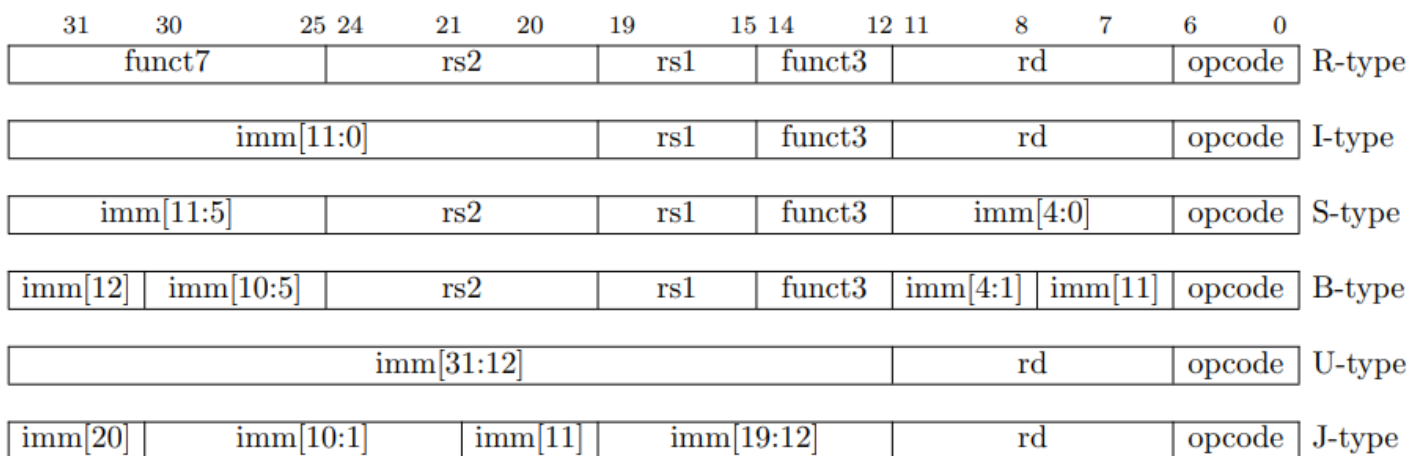 31 30 25 24 21 20 19 15 14 12 11 8 7 6 0
funct7 rs2 rs1 funct3 rd opcode R-type
imm[11:0] rs1 funct3 rd opcode I-type
imm[11:5] rs2 rs1 funct3 imm[4:0] opcode S-type
imm[12] imm[10:5] rs2 rs1 funct3 imm[4:1] imm[11] opcode B-type
imm[31:12] rd opcode U-type
imm[20] imm[10:1] imm[11] imm[19:12] rd opcode J-type